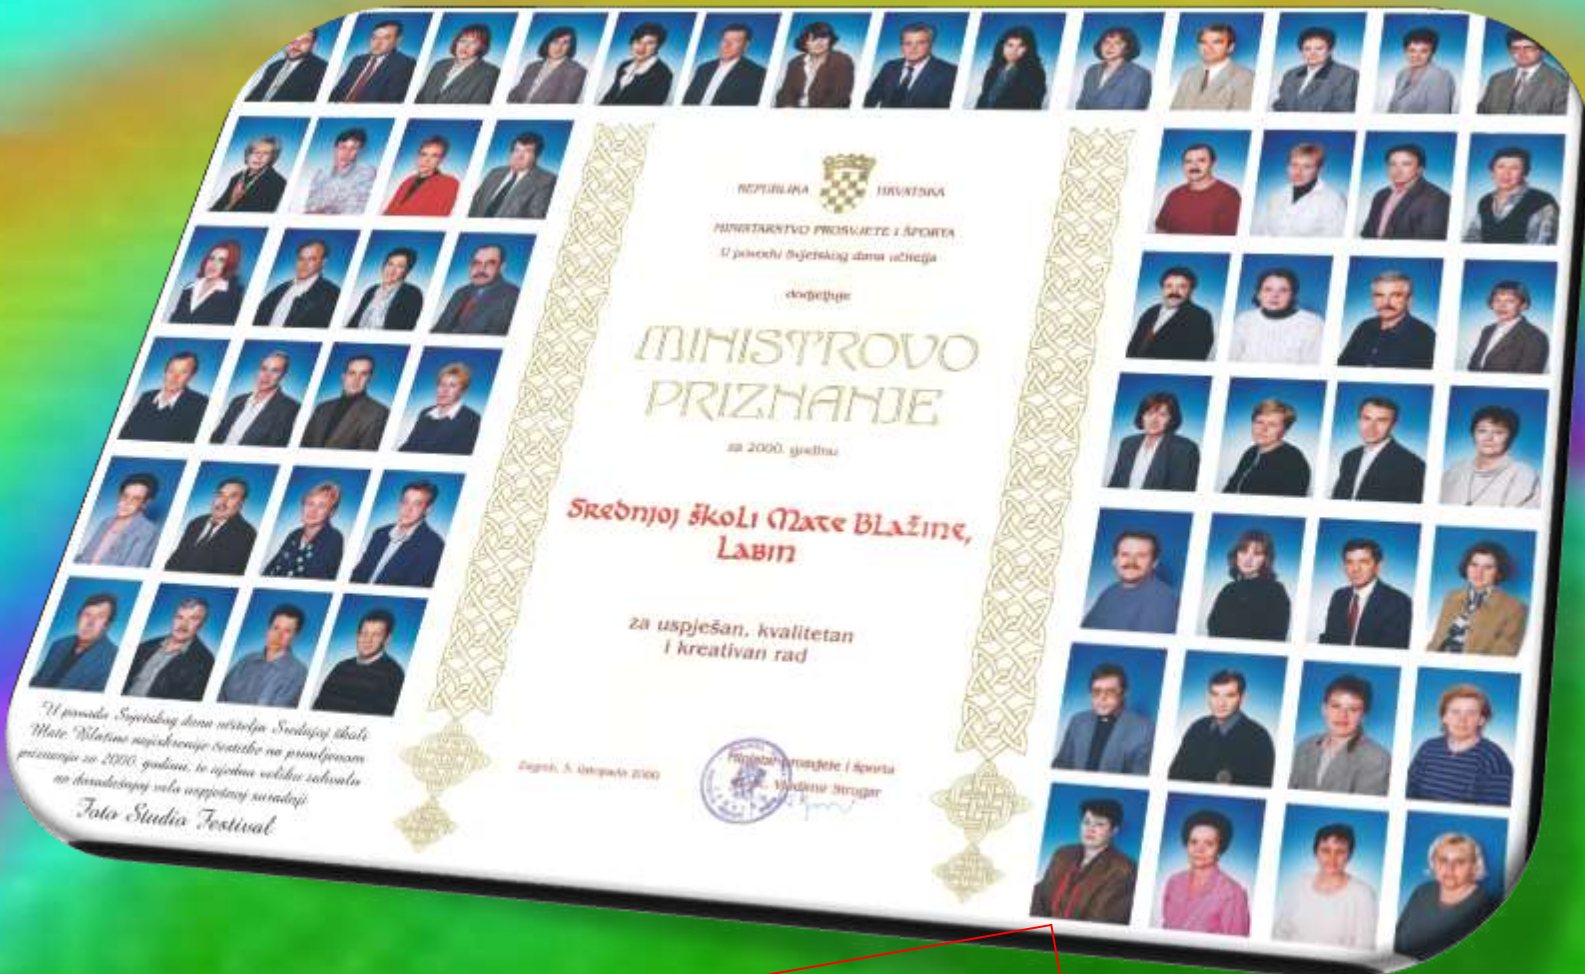 REPUBLIKA HRVATSKA
MINISTARSTVO PROSVJETE I ŠPORTA
U povodu Svjetskog dana učitelja
dodjeljuje
MINISTROVO
PRIZNANJE
za 2000. godinu
Srednjoj školi Mate Blažine,
Labin
za uspješan, kvalitetan
i kreativan rad
Zagreb, 5. listopada 2000
Ministar prosvjete i športa
Vladimir Strugar
U povodu Svjetskog dana učitelja Srednjoj školi
Mate Blažine najiskrenije čestitke na primljenom
priznanju za 2000. godinu, te ujedno veliku zahvalu
na dosadašnjoj vrlo uspješnoj suradnji
Foto Studio Festival